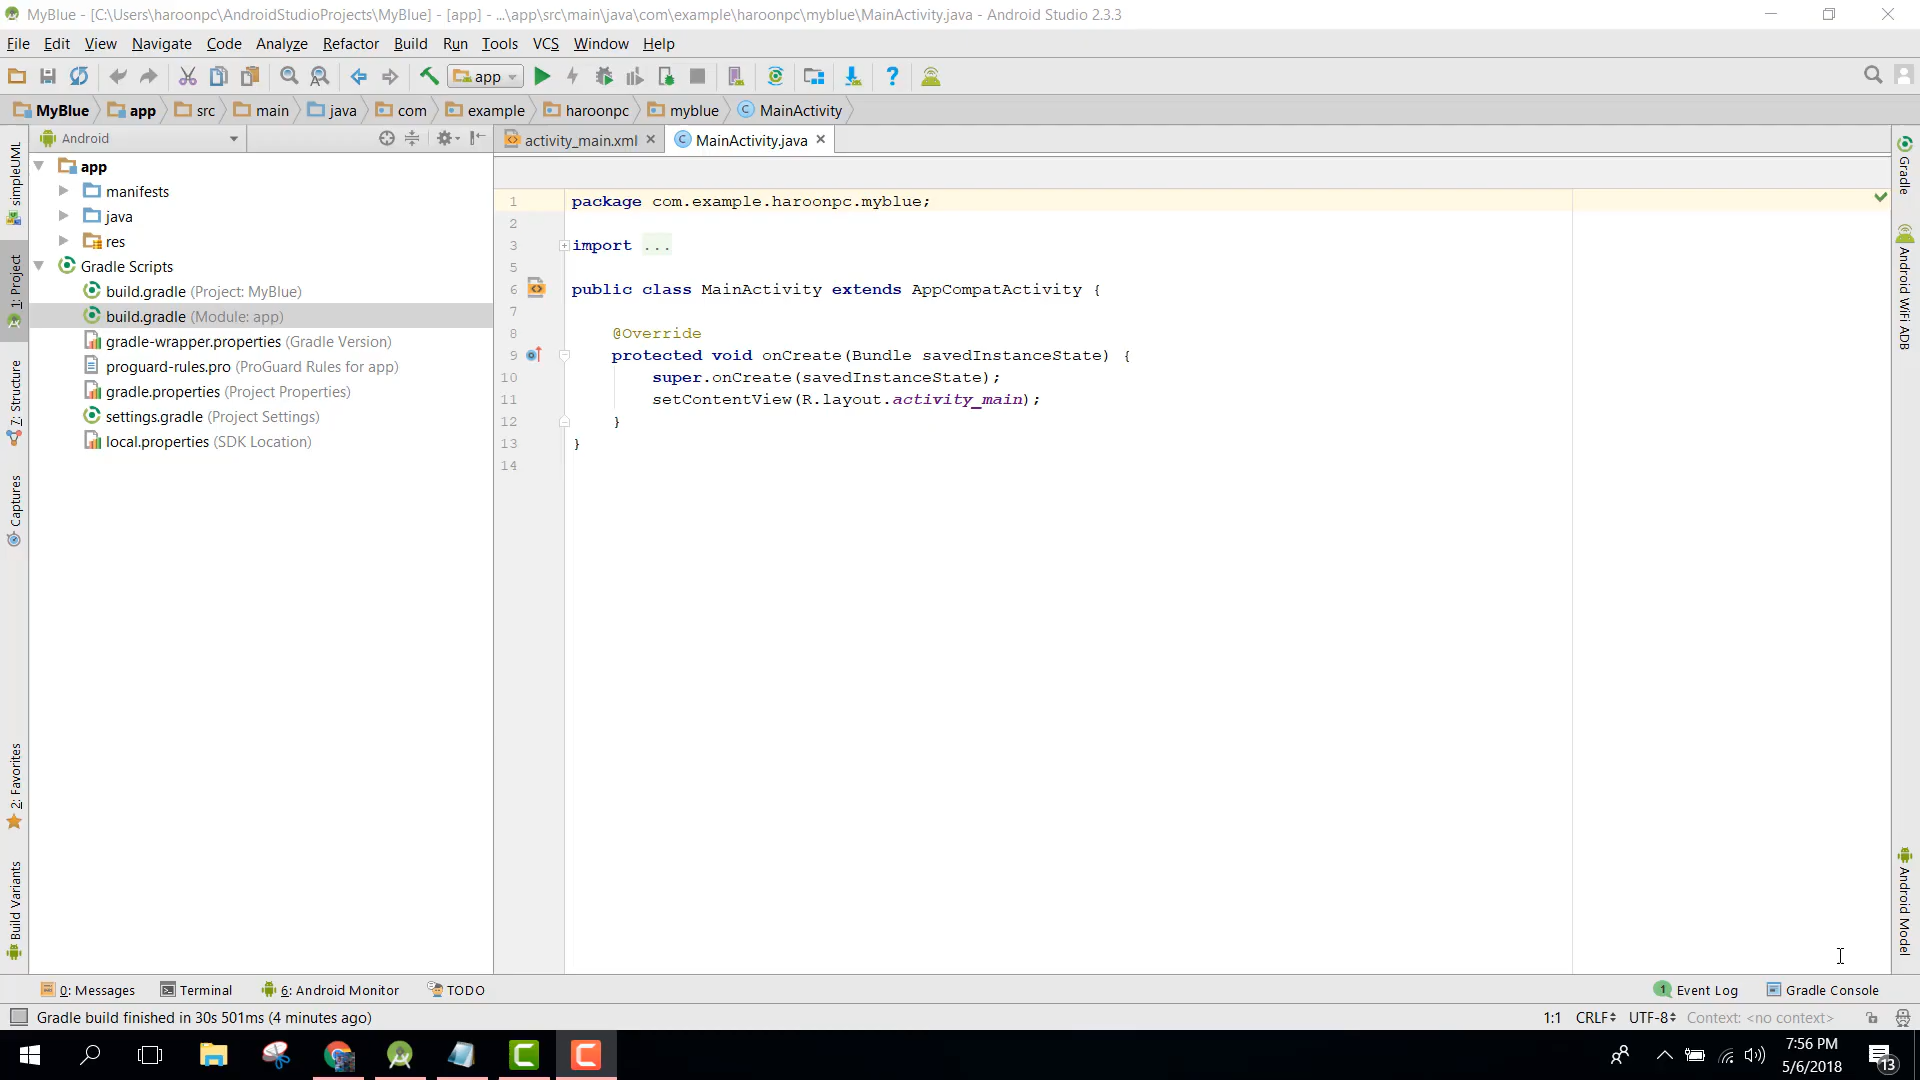 MyBlue - [C:\Users\haroonpc\AndroidStudioProjects\MyBlue] - [app] - ...\app\src\main\java\com\example\haroonpc\myblue\MainActivity.java - Android Studio 2.3.3
File Edit View Navigate Code Analyze Refactor Build Run Tools VCS Window Help
app
MyBlue app src main java com example haroonpc myblue MainActivity
Android
activity_main.xml MainActivity.java
simpleUML
1: Project
7: Structure
Captures
2: Favorites
Build Variants
app
manifests
java
res
Gradle Scripts
build.gradle (Project: MyBlue)
build.gradle (Module: app)
gradle-wrapper.properties (Gradle Version)
proguard-rules.pro (ProGuard Rules for app)
gradle.properties (Project Properties)
settings.gradle (Project Settings)
local.properties (SDK Location)
1 package com.example.haroonpc.myblue;
2
3 import ...
5
6 public class MainActivity extends AppCompatActivity {
7
8 @Override
9 protected void onCreate(Bundle savedInstanceState) {
10 super.onCreate(savedInstanceState);
11 setContentView(R.layout.activity_main);
12 }
13 }
14
Gradle
Android WiFi ADB
Android Model
0: Messages Terminal 6: Android Monitor TODO 1 Event Log Gradle Console
Gradle build finished in 30s 501ms (4 minutes ago) 1:1 CRLF UTF-8 Context: <no context>
7:56 PM
5/6/2018
13